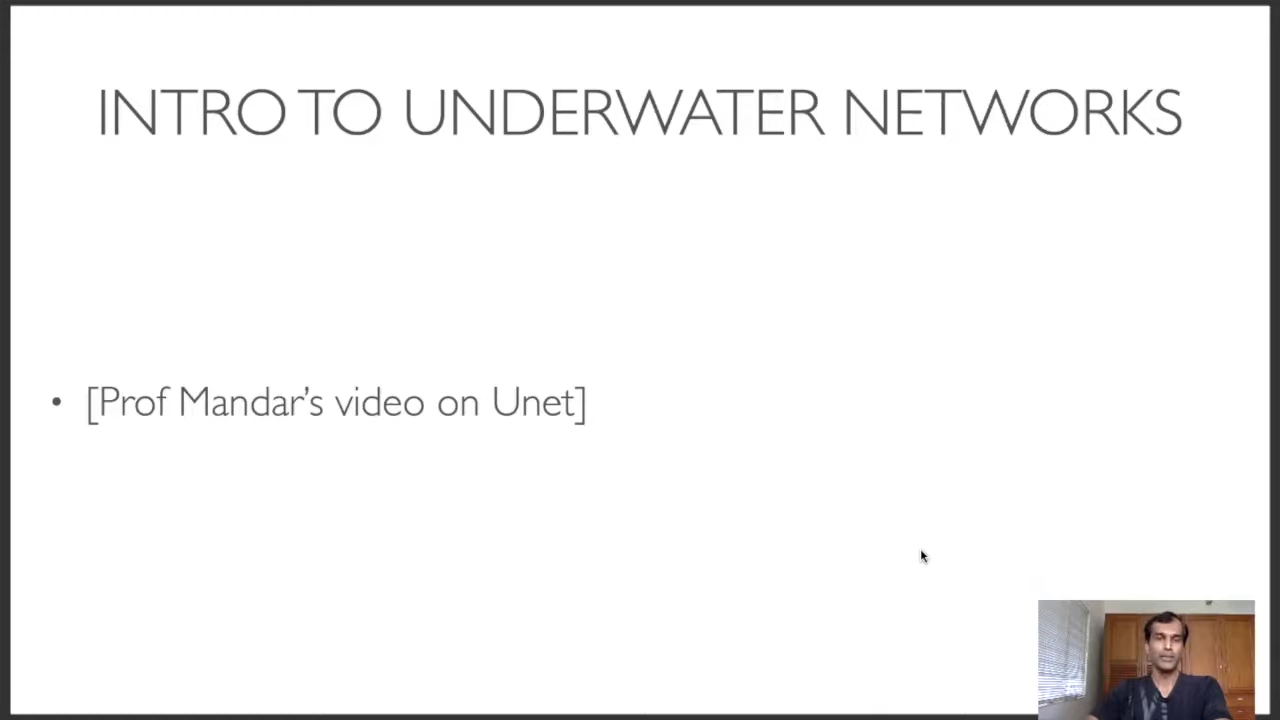 INTRO TO UNDERWATER NETWORKS
• [Prof Mandar’s video on Unet]